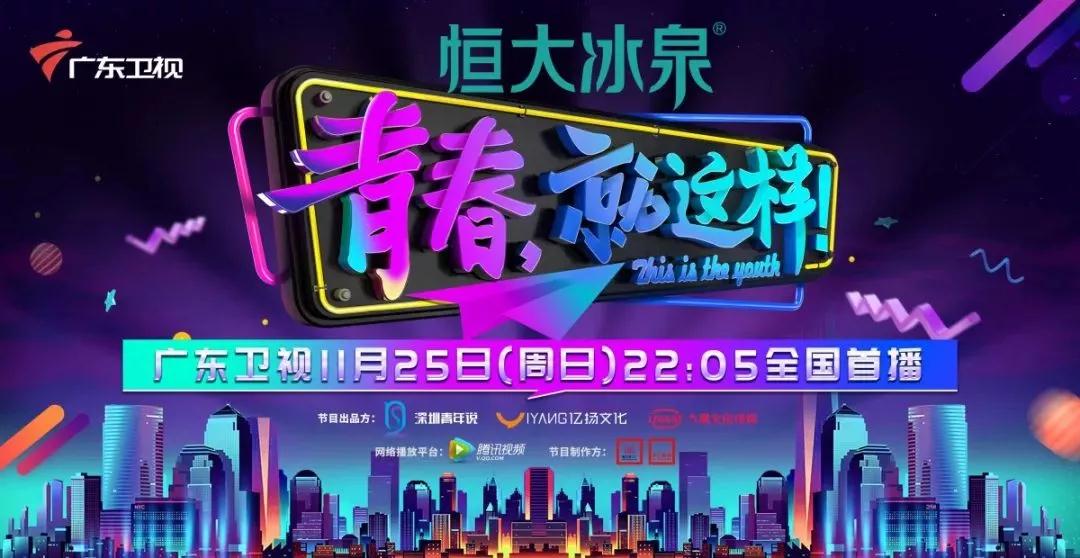 广东卫视
恒大冰泉®
青春,就这样!
This is the youth
广东卫视11月25日(周日)22:05全国首播
节目出品方: 深圳青年说 IYANG亿扬文化
网络播放平台: 腾讯视频 V.QQ.COM 节目制作方: